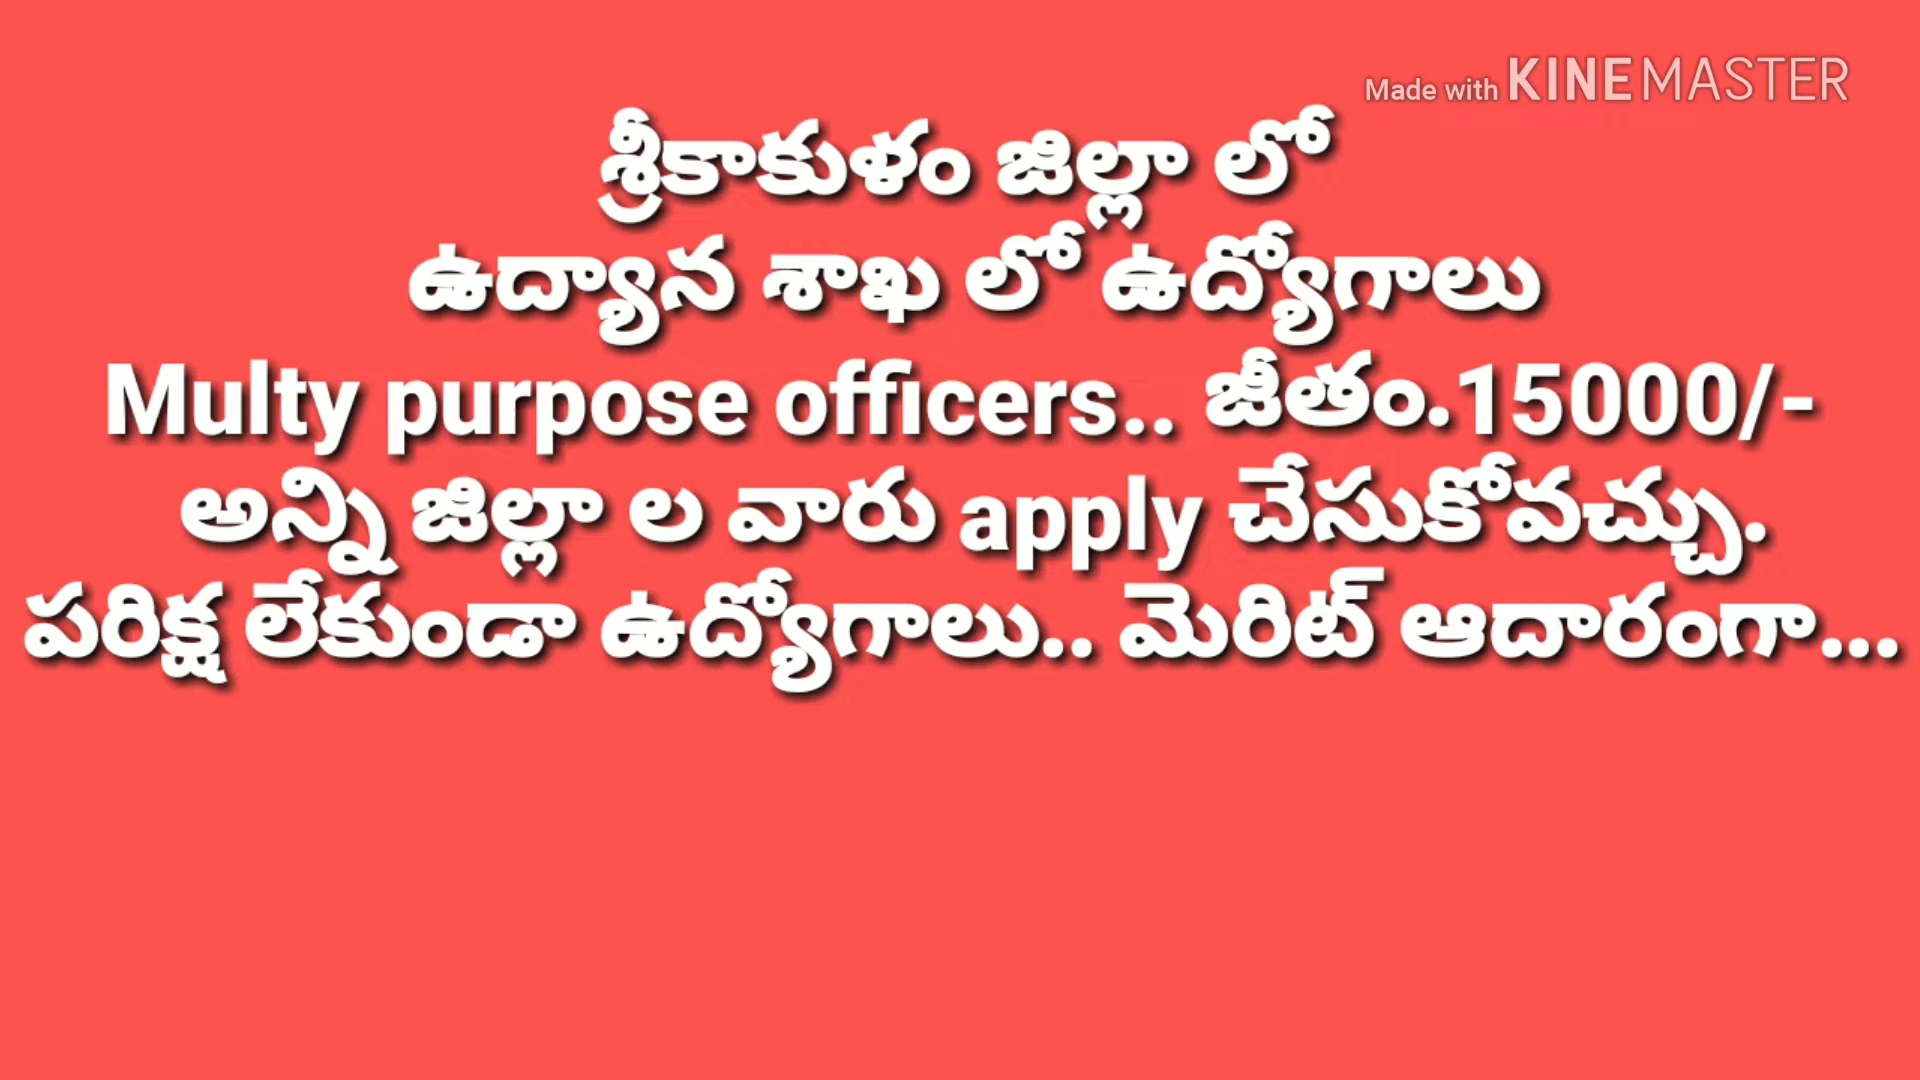 Made with KINEMASTER
శ్రీకాకుళం జిల్లా లో
ఉద్యాన శాఖ లో ఉద్యోగాలు
Multy purpose officers.. జీతం.15000/-
అన్ని జిల్లా ల వారు apply చేసుకోవచ్చు.
పరిక్ష లేకుండా ఉద్యోగాలు.. మెరిట్ ఆదారంగా...